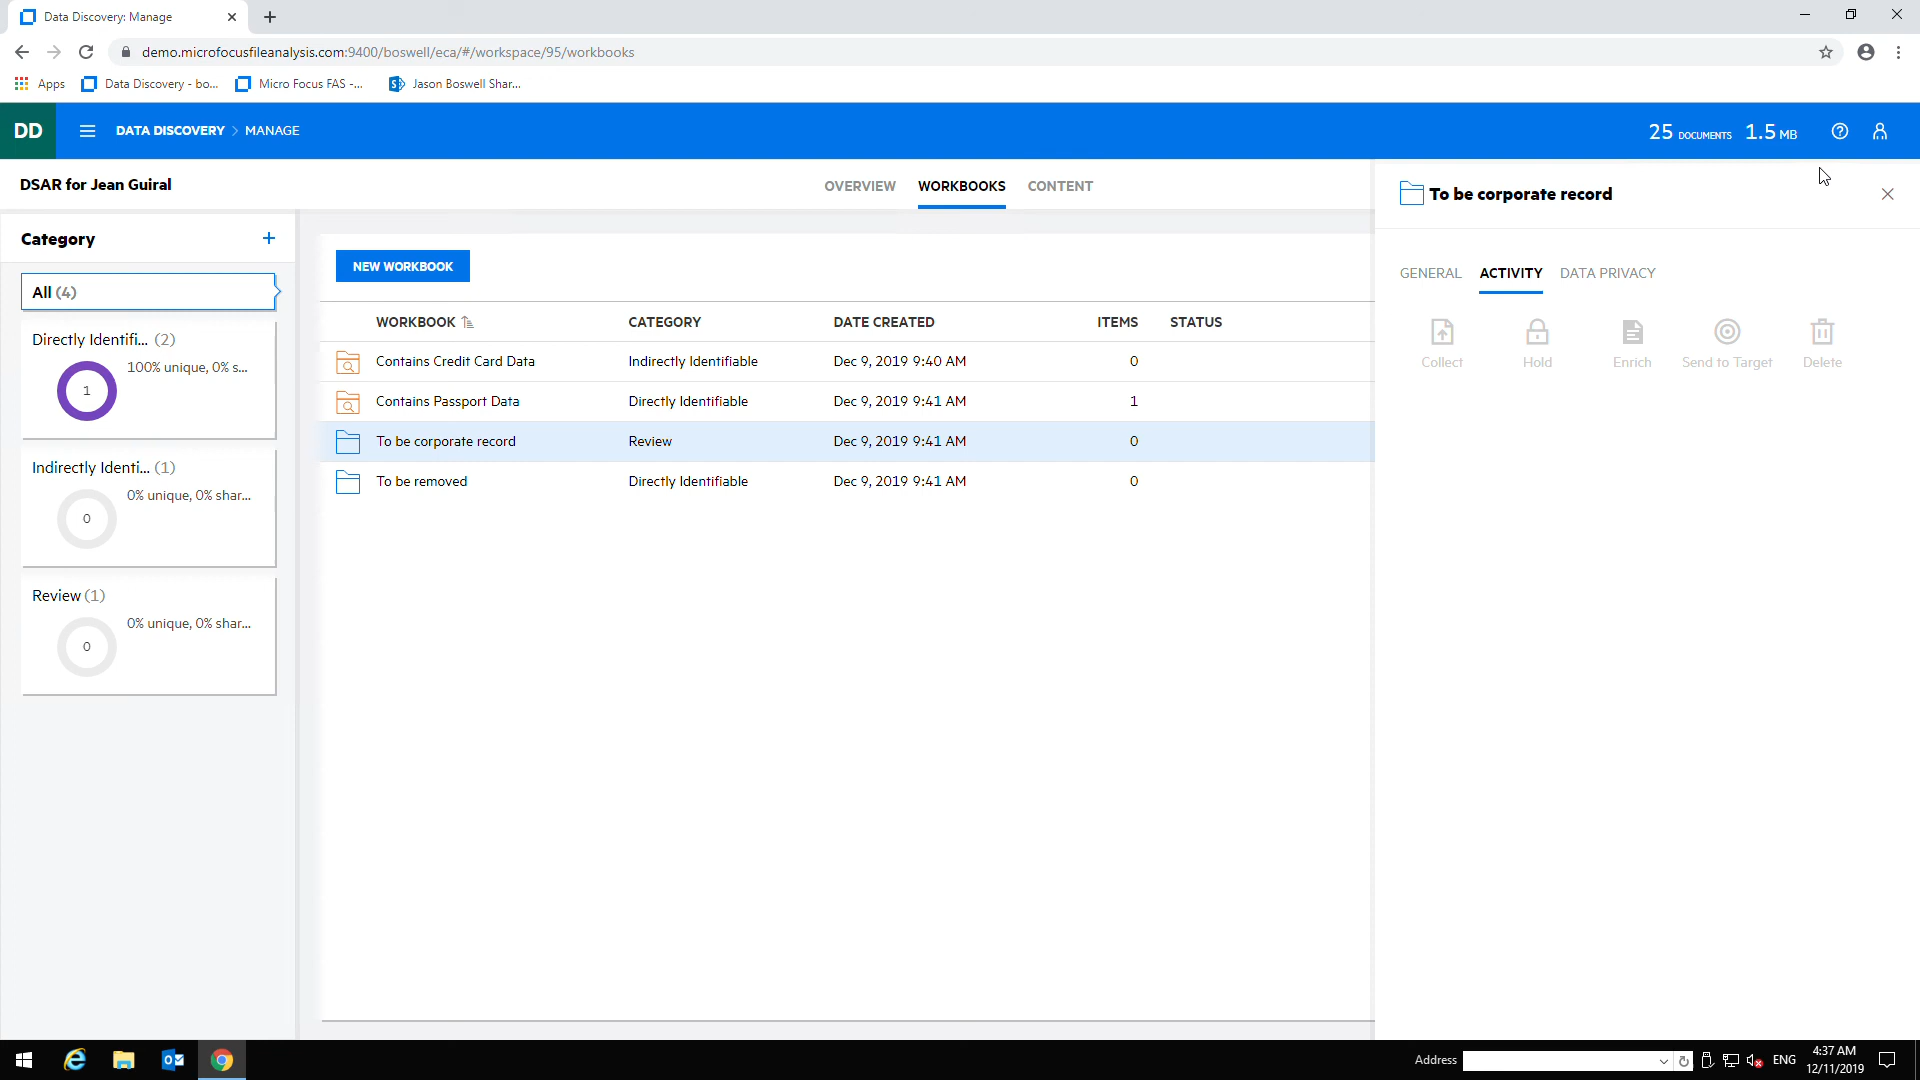 Data Discovery: Manage
demo.microfocusfileanalysis.com:9400/boswell/eca/#/workspace/95/workbooks
Apps Data Discovery - bo... Micro Focus FAS -... Jason Boswell Shar...
DD DATA DISCOVERY > MANAGE 25 DOCUMENTS 1.5 MB
DSAR for Jean Guiral OVERVIEW WORKBOOKS CONTENT
To be corporate record
Category +
NEW WORKBOOK
GENERAL ACTIVITY DATA PRIVACY
All (4)
WORKBOOK CATEGORY DATE CREATED ITEMS STATUS
Directly Identifi... (2)
100% unique, 0% s...
1
Collect Hold Enrich Send to Target Delete
Contains Credit Card Data Indirectly Identifiable Dec 9, 2019 9:40 AM 0
Contains Passport Data Directly Identifiable Dec 9, 2019 9:41 AM 1
To be corporate record Review Dec 9, 2019 9:41 AM 0
To be removed Directly Identifiable Dec 9, 2019 9:41 AM 0
Indirectly Identi... (1)
0% unique, 0% shar...
0
Review (1)
0% unique, 0% shar...
0
Address ENG 4:37 AM
12/11/2019